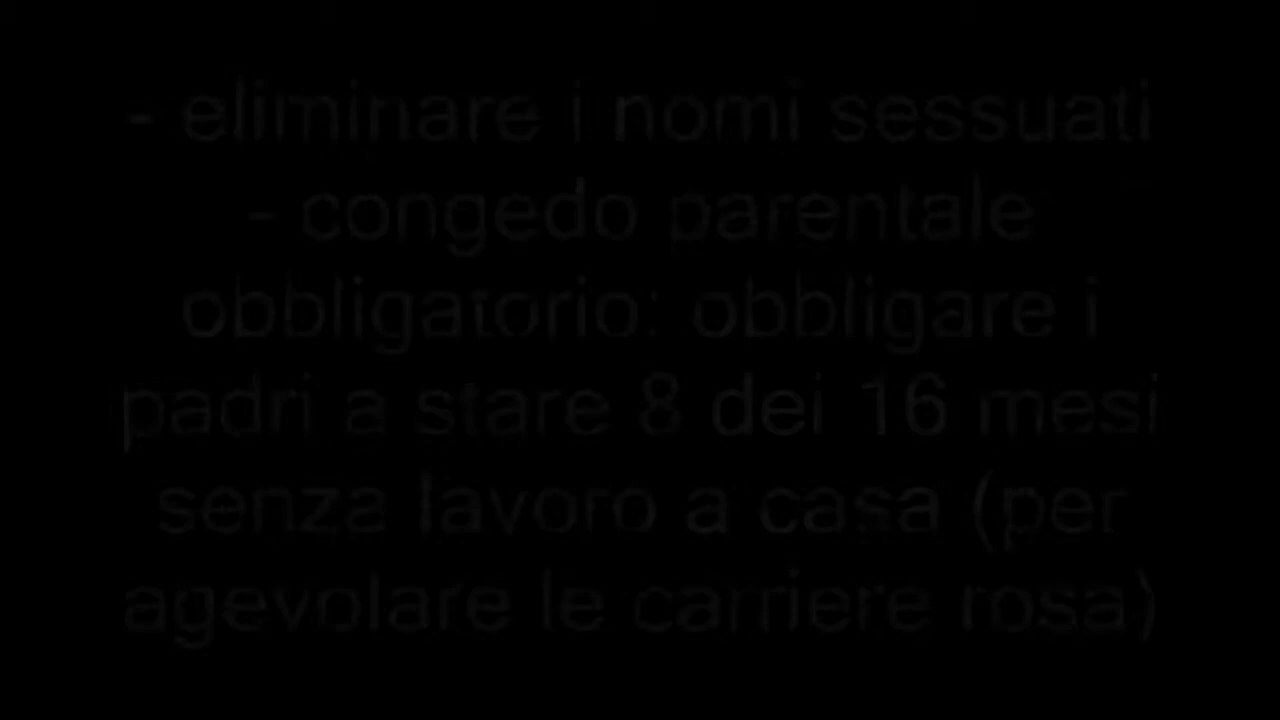 - eliminare i nomi sessuati
- congedo parentale
obbligatorio: obbligare i
padri a stare 8 dei 16 mesi
senza lavoro a casa (per
agevolare le carriere rosa)